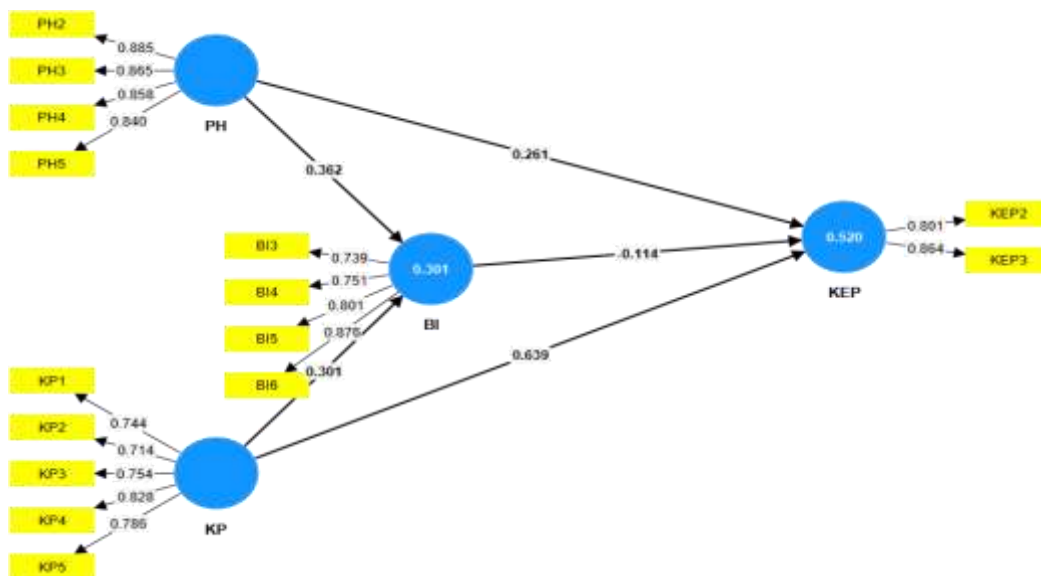 PH2
0.885
PH3
0.865
PH4
0.858
0.840
PH5
PH
0.362
0.261
BI3
0.739
BI4
0.751
BI5
0.801
0.876
BI6
0.301
BI
-0.114
0.520
KEP
0.801
KEP2
0.864
KEP3
0.301
0.639
KP1
0.744
KP2
0.714
KP3
0.754
KP4
0.828
0.786
KP5
KP